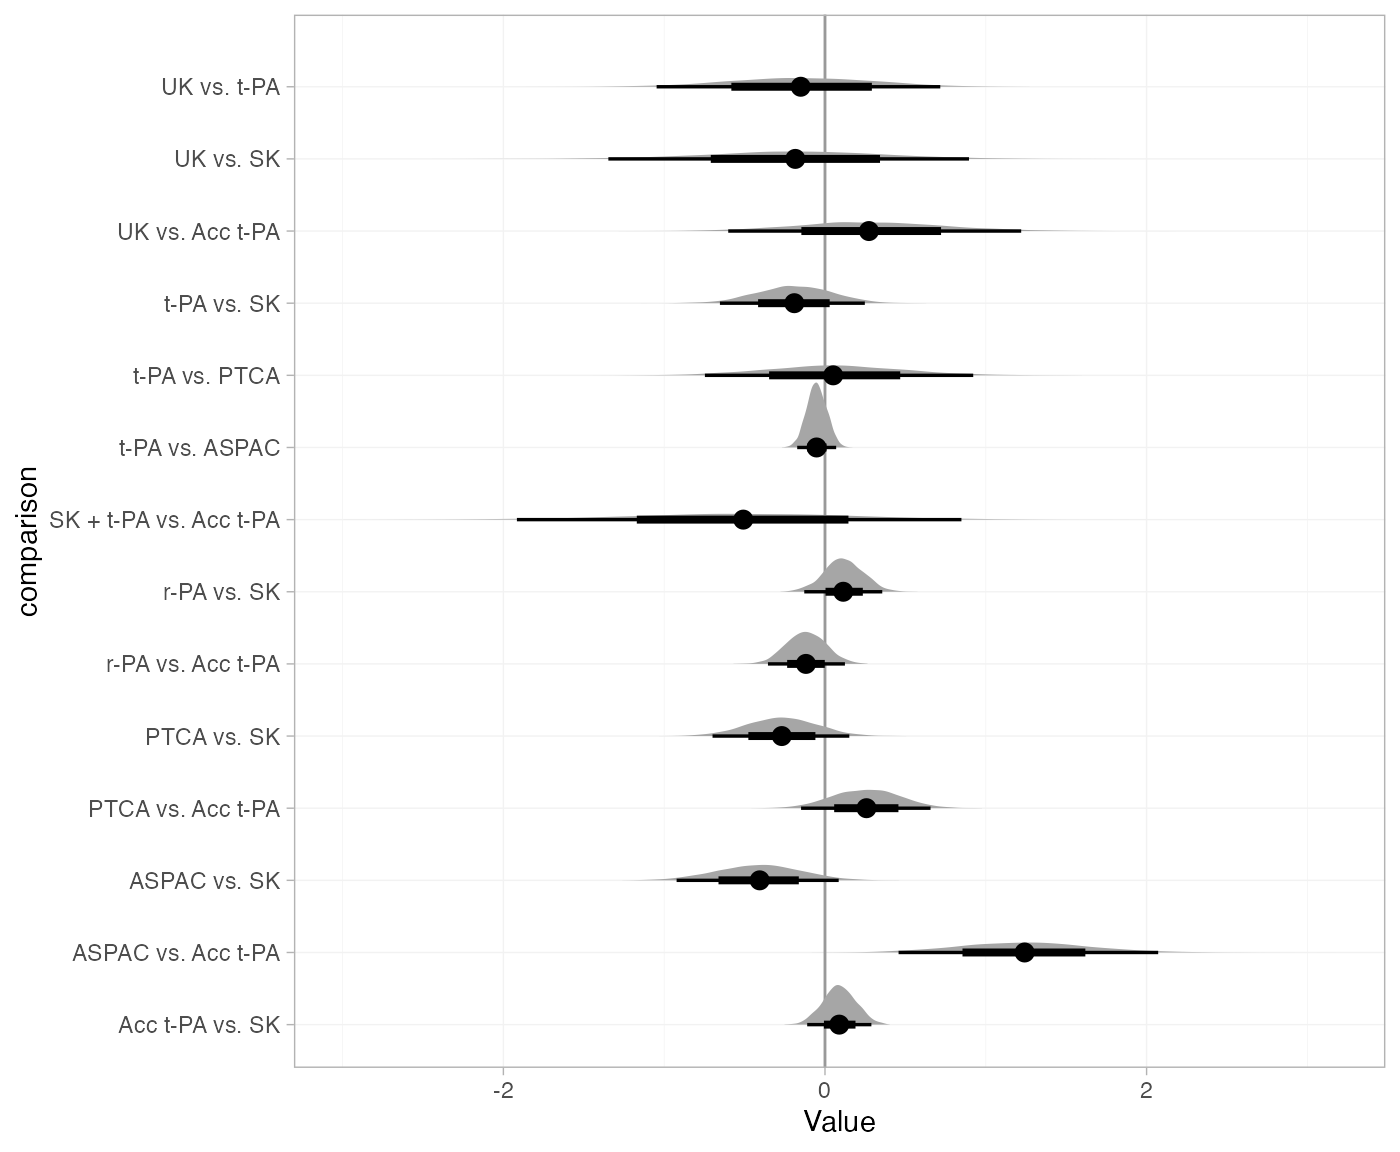 UK vs. t-PA
UK vs. SK
UK vs. Acc t-PA
t-PA vs. SK
t-PA vs. PTCA
t-PA vs. ASPAC
SK + t-PA vs. Acc t-PA
r-PA vs. SK
r-PA vs. Acc t-PA
PTCA vs. SK
PTCA vs. Acc t-PA
ASPAC vs. SK
ASPAC vs. Acc t-PA
Acc t-PA vs. SK
comparison
-2 0 2
Value